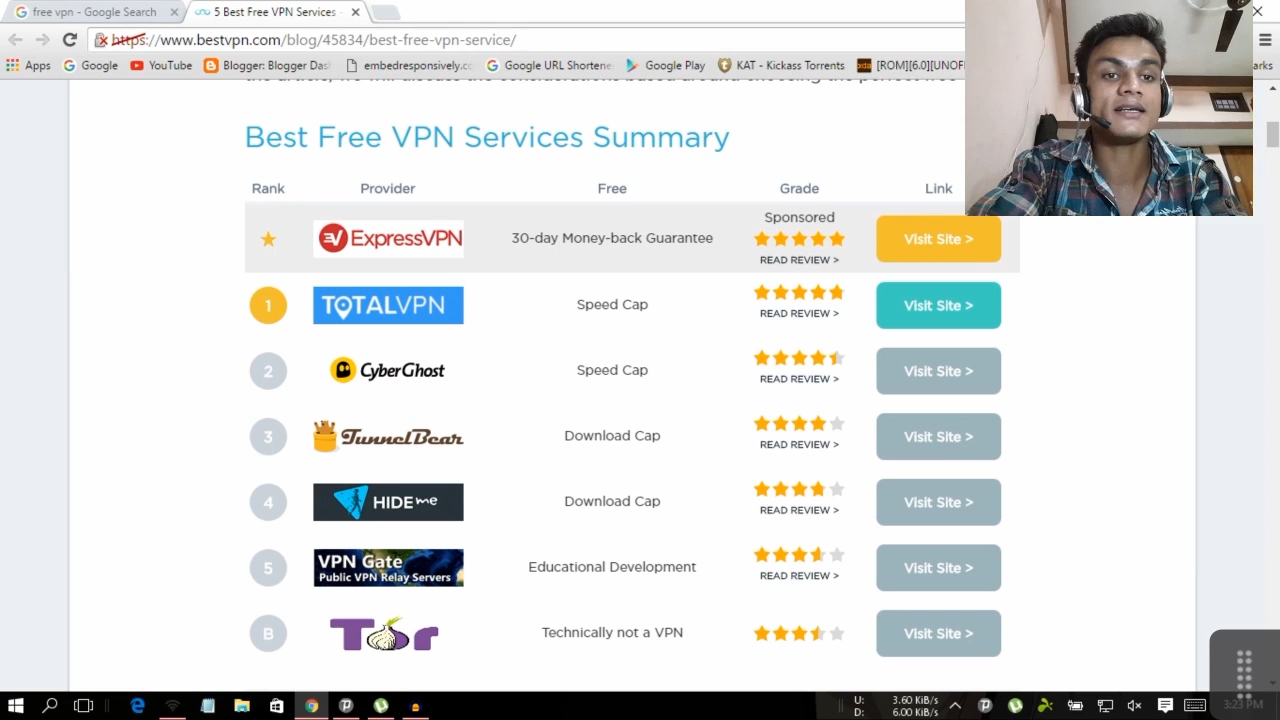 free vpn - Google Search
5 Best Free VPN Services -
https://www.bestvpn.com/blog/45834/best-free-vpn-service/
Apps
Google
YouTube
Blogger: Blogger Das
embedresponsively.c
Google URL Shortene
Google Play
KAT - Kickass Torrents
[ROM][6.0][UNOF
arks
Best Free VPN Services Summary
Rank Provider Free Grade Link
ExpressVPN
30-day Money-back Guarantee
Sponsored
READ REVIEW >
Visit Site >
1
TOTALVPN
Speed Cap
READ REVIEW >
Visit Site >
2
CyberGhost
Speed Cap
READ REVIEW >
Visit Site >
3
TunnelBear
Download Cap
READ REVIEW >
Visit Site >
4
HIDE me
Download Cap
READ REVIEW >
Visit Site >
5
VPN Gate
Public VPN Relay Servers
Educational Development
READ REVIEW >
Visit Site >
B
Tor
Technically not a VPN
Visit Site >
U: 3.60 KiB/s
D: 6.00 KiB/s
3:23 PM